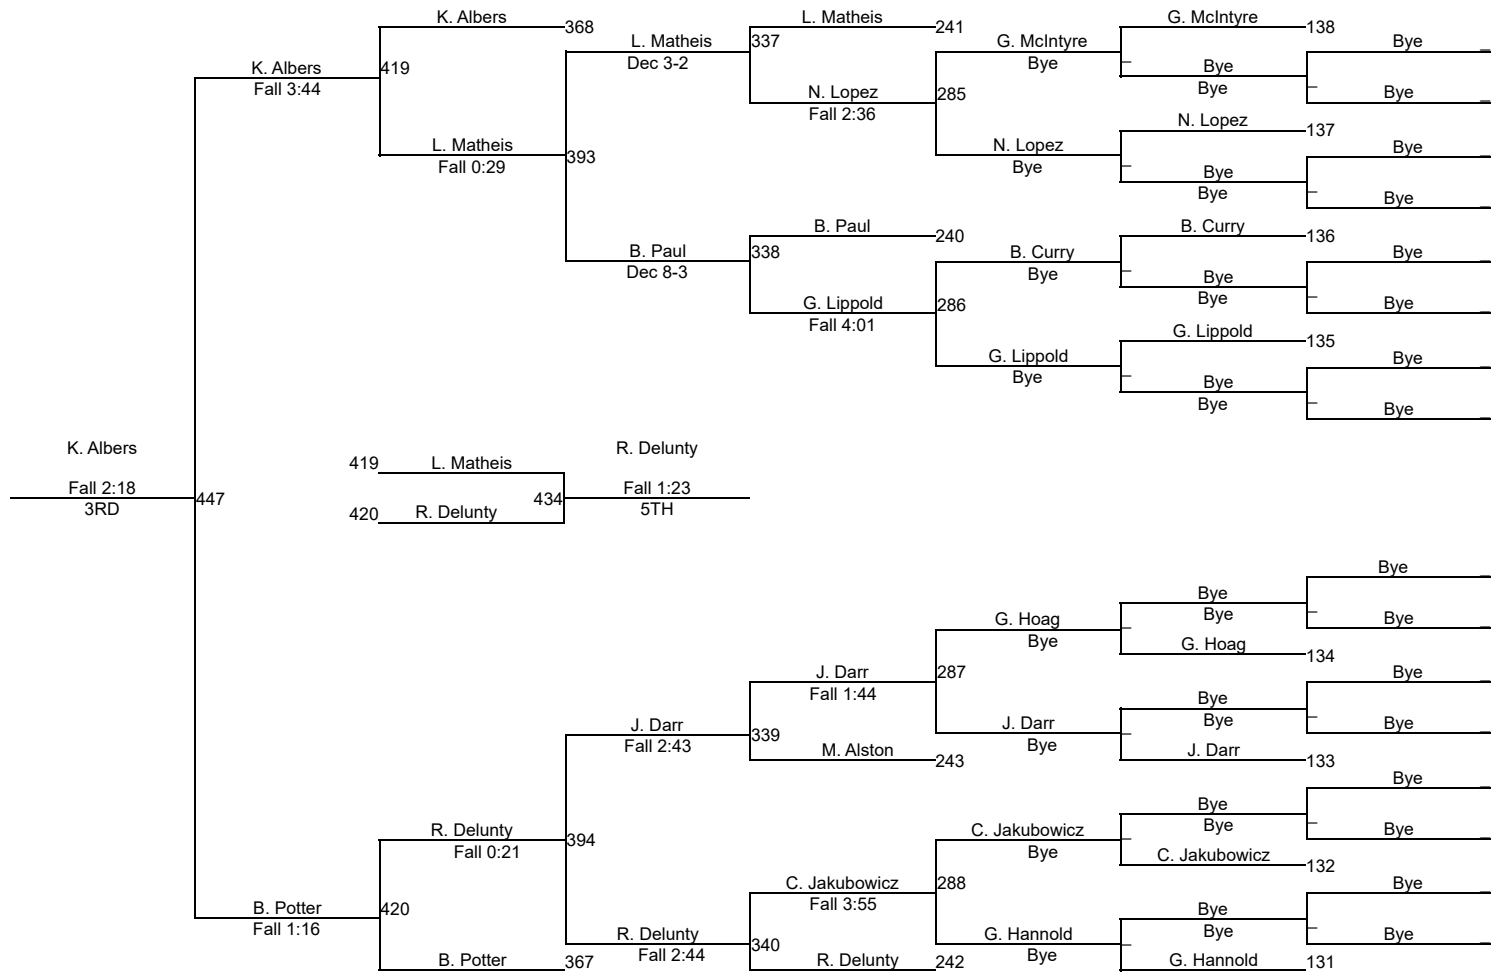 K. Albers
368
L. Matheis
241
G. McIntyre
138
L. Matheis
337
G. McIntyre
Bye
Dec 3-2
Bye
K. Albers
419
Bye
Fall 3:44
Bye
N. Lopez
285
Bye
Fall 2:36
N. Lopez
137
L. Matheis
N. Lopez
Bye
Fall 0:29
393
Bye
Bye
Bye
Bye
B. Paul
240
B. Curry
136
B. Paul
338
B. Curry
Bye
Dec 8-3
Bye
Bye
G. Lippold
286
Bye
Bye
Fall 4:01
G. Lippold
135
G. Lippold
Bye
Bye
Bye
Bye
Bye
K. Albers
R. Delunty
419
L. Matheis
Fall 2:18
447
434
Fall 1:23
3RD
420
R. Delunty
5TH
Bye
Bye
G. Hoag
Bye
Bye
Bye
G. Hoag
134
J. Darr
287
Bye
Fall 1:44
Bye
J. Darr
J. Darr
Bye
Bye
Fall 2:43
339
Bye
M. Alston
243
J. Darr
133
Bye
Bye
R. Delunty
394
C. Jakubowicz
Bye
Bye
Fall 0:21
Bye
C. Jakubowicz
132
C. Jakubowicz
288
Bye
Fall 3:55
B. Potter
420
Bye
Fall 1:16
R. Delunty
G. Hannold
Bye
Bye
Fall 2:44
340
Bye
B. Potter
367
R. Delunty
242
G. Hannold
131